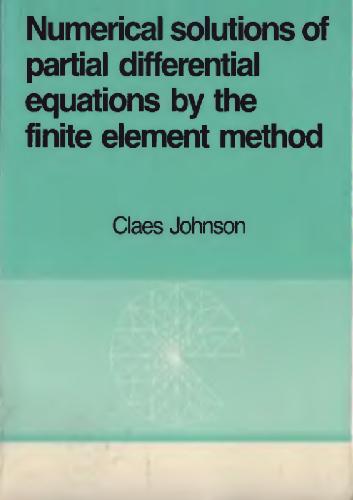 Numerical solutions of
partial differential
equations by the
finite element method
Claes Johnson